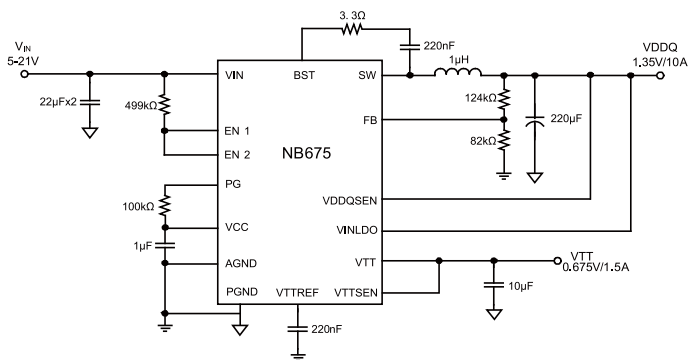 3.3Ω
VIN
5-21V
220nF
1µH
VDDQ
1.35V/10A
VIN
BST
SW
22µFx2
499kΩ
124kΩ
220µF
EN 1
FB
EN 2
NB675
82kΩ
PG
100kΩ
VDDQSEN
VCC
VINLDO
1µF
AGND
VTT
VTT
0.675V/1.5A
PGND
VTTREF
VTTSEN
10µF
220nF